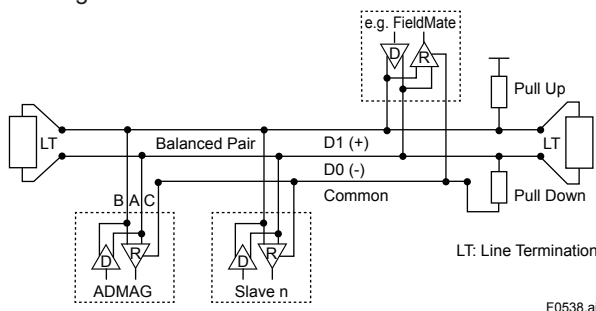 e.g. FieldMate
D
R
Pull Up
LT
Balanced Pair
D1 (+)
LT
D0 (-)
B A C
Common
Pull Down
D
R
D
R
LT: Line Termination
ADMAG
Slave n
F0538.ai